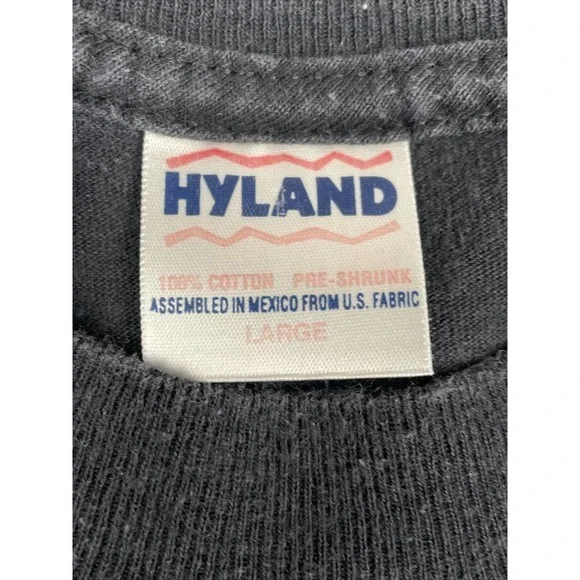 HYLAND
100% COTTON PRE-SHRUNK
ASSEMBLED IN MEXICO FROM U.S. FABRIC
LARGE